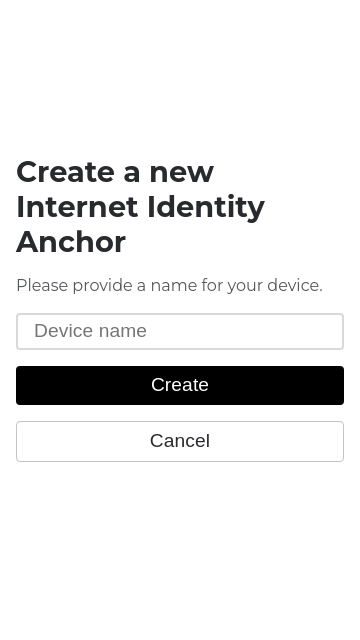 Create a new
Internet Identity
Anchor
Please provide a name for your device.
Device name
Create
Cancel